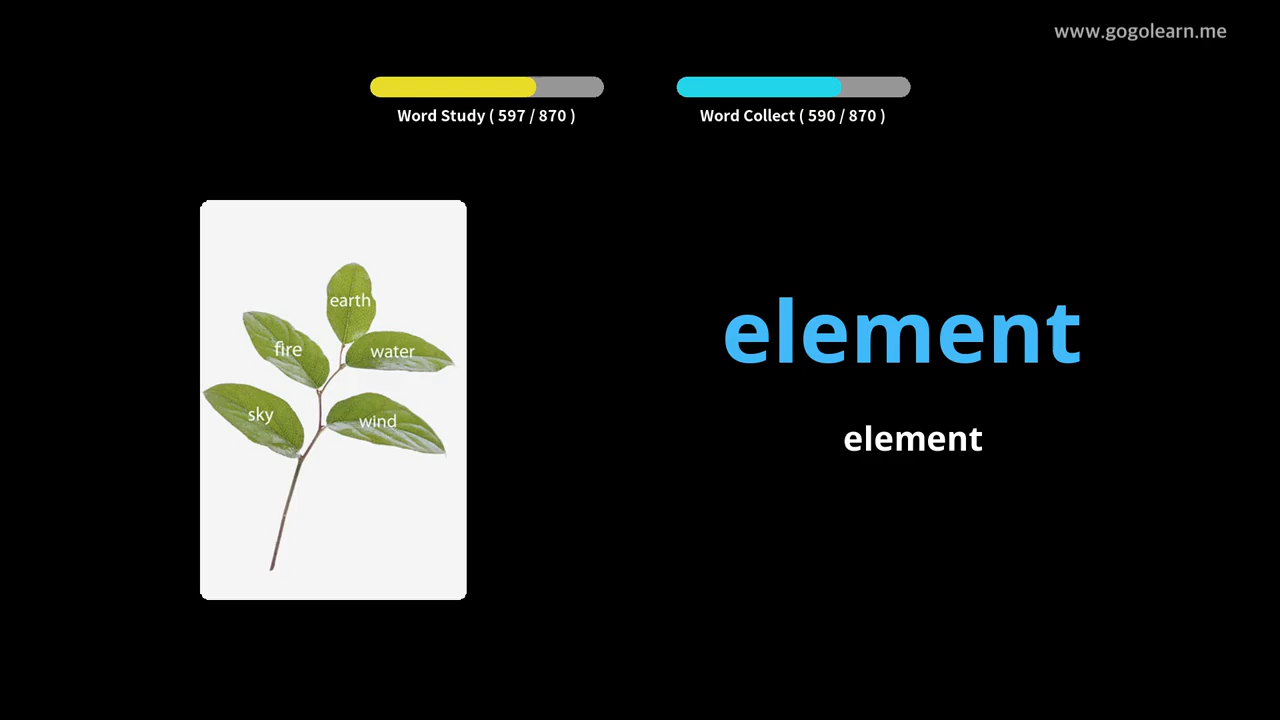 www.gogolearn.me
Word Study ( 597 / 870 )
Word Collect ( 590 / 870 )
earth
fire
water
sky
wind
element
element